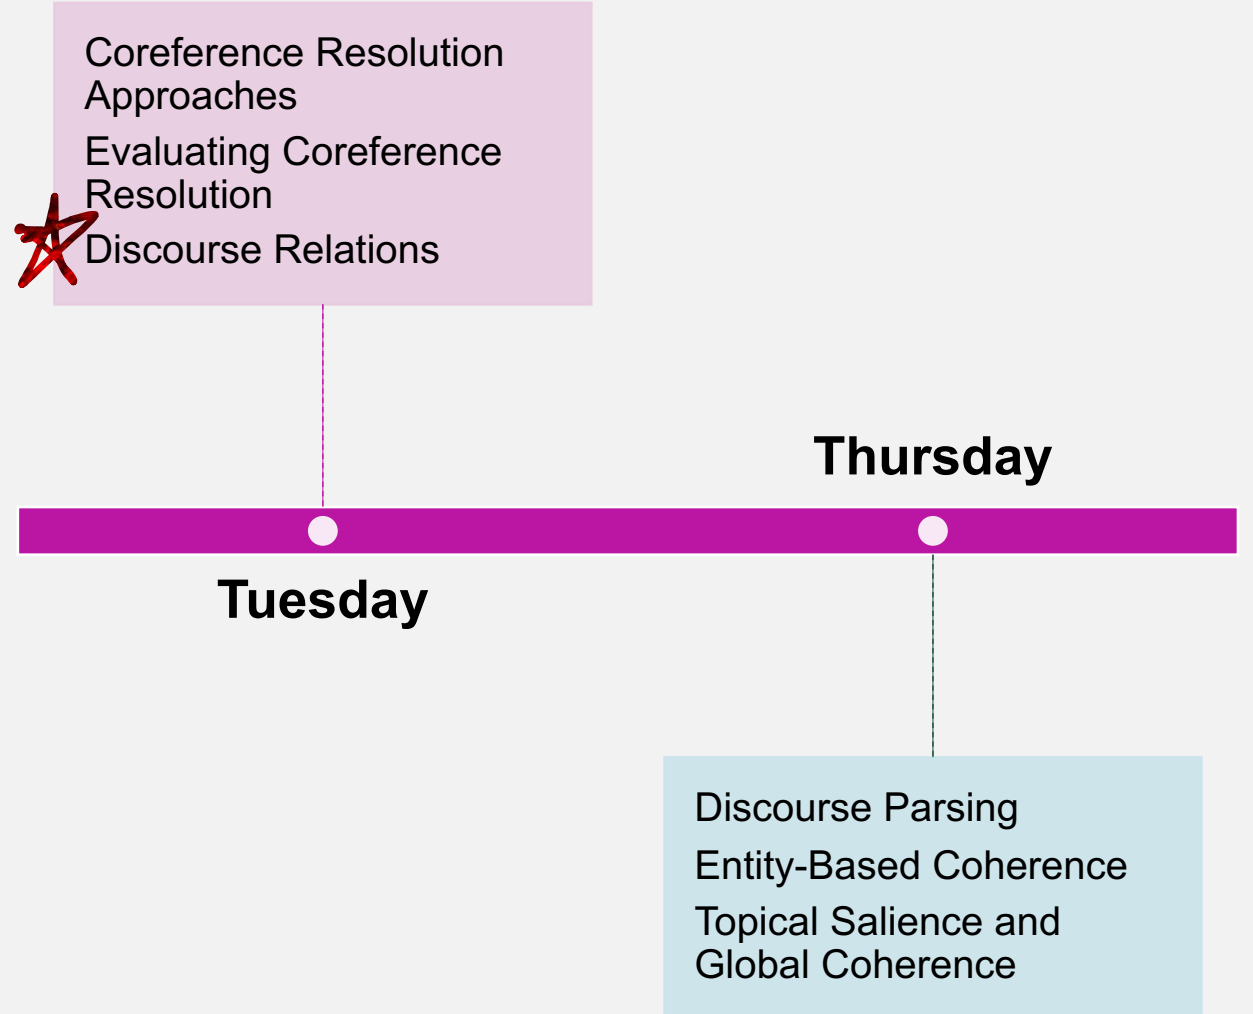 Coreference Resolution
Approaches
Evaluating Coreference
Resolution
Discourse Relations
Thursday
Tuesday
Discourse Parsing
Entity-Based Coherence
Topical Salience and
Global Coherence